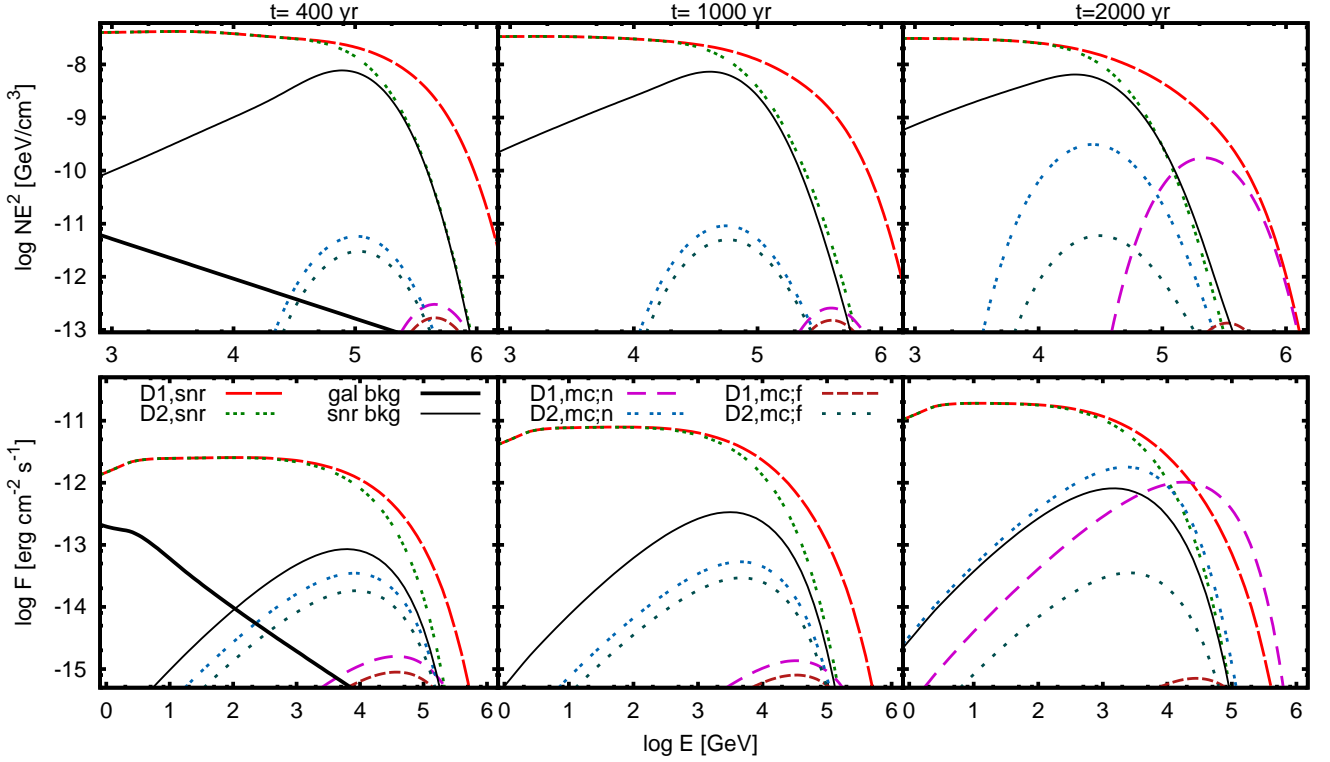 t= 400 yr t= 1000 yr t=2000 yr
log NE² [GeV/cm³]
-8
-9
-10
-11
-12
-13
3 4 5 6 3 4 5 6 3 4 5 6
D1,snr gal bkg D1,mc;n D1,mc;f
D2,snr snr bkg D2,mc;n D2,mc;f
log F [erg cm⁻² s⁻¹]
-11
-12
-13
-14
-15
0 1 2 3 4 5 6 0 1 2 3 4 5 6 0 1 2 3 4 5 6
log E [GeV]